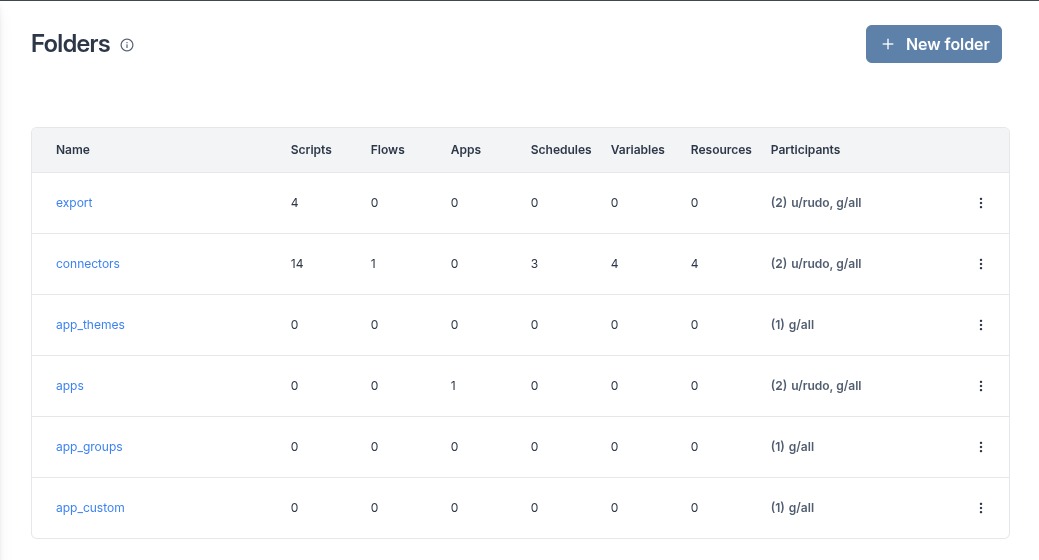 Folders
New folder
Name Scripts Flows Apps Schedules Variables Resources Participants
export 4 0 0 0 0 0 (2) u/rudo, g/all
connectors 14 1 0 3 4 4 (2) u/rudo, g/all
app_themes 0 0 0 0 0 0 (1) g/all
apps 0 0 1 0 0 0 (2) u/rudo, g/all
app_groups 0 0 0 0 0 0 (1) g/all
app_custom 0 0 0 0 0 0 (1) g/all